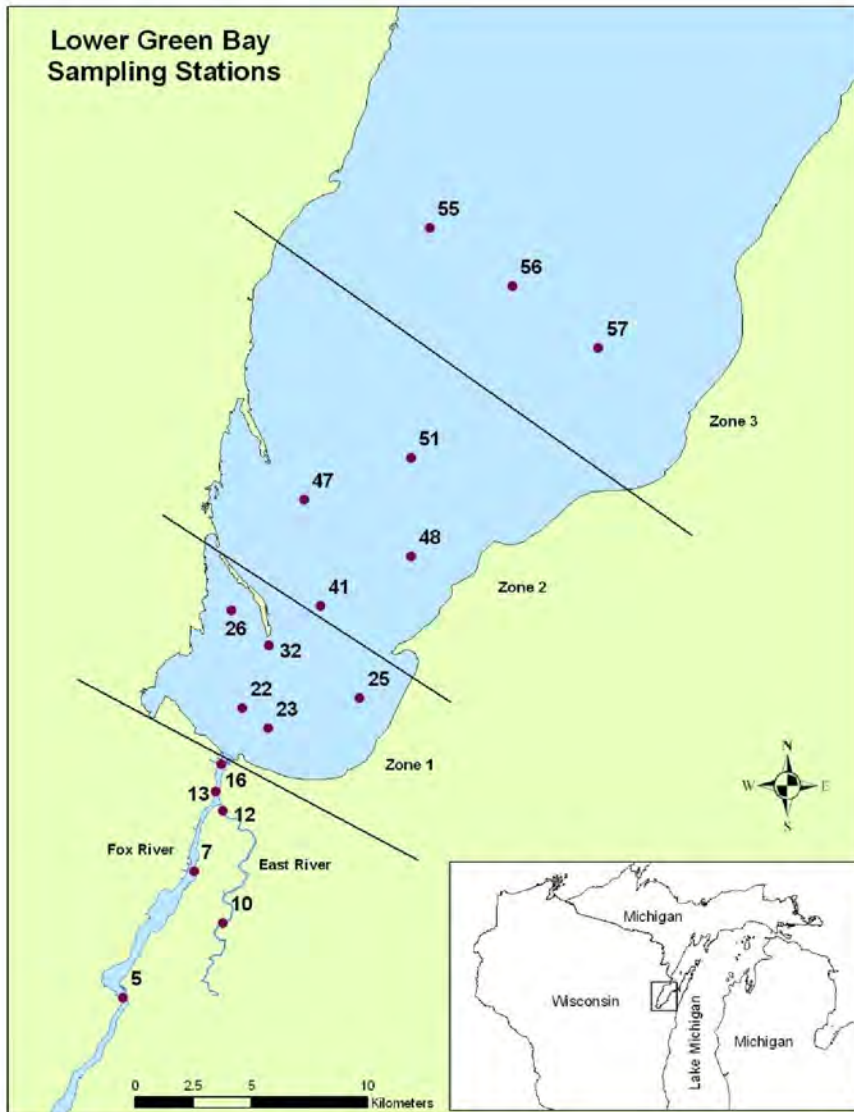 Lower Green Bay
Sampling Stations
55
56
57
Zone 3
51
47
48
Zone 2
41
26
32
25
22
23
Zone 1
16
13
12
Fox River
7
East River
10
5
N
W
E
S
0
2.5
5
10
Kilometers
Michigan
Wisconsin
Lake Michigan
Michigan